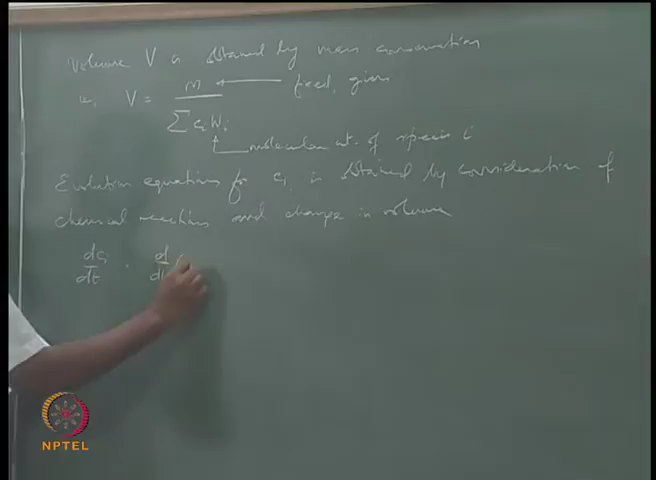 Volume V is obtained by mass conservation
i.e. V = m / Σ ci Wi ← fixed, given
molecular wt. of species i
Evolution equations for ci is obtained by consideration of
chemical reactions and change in volume
dci/dt = d/dt
NPTEL